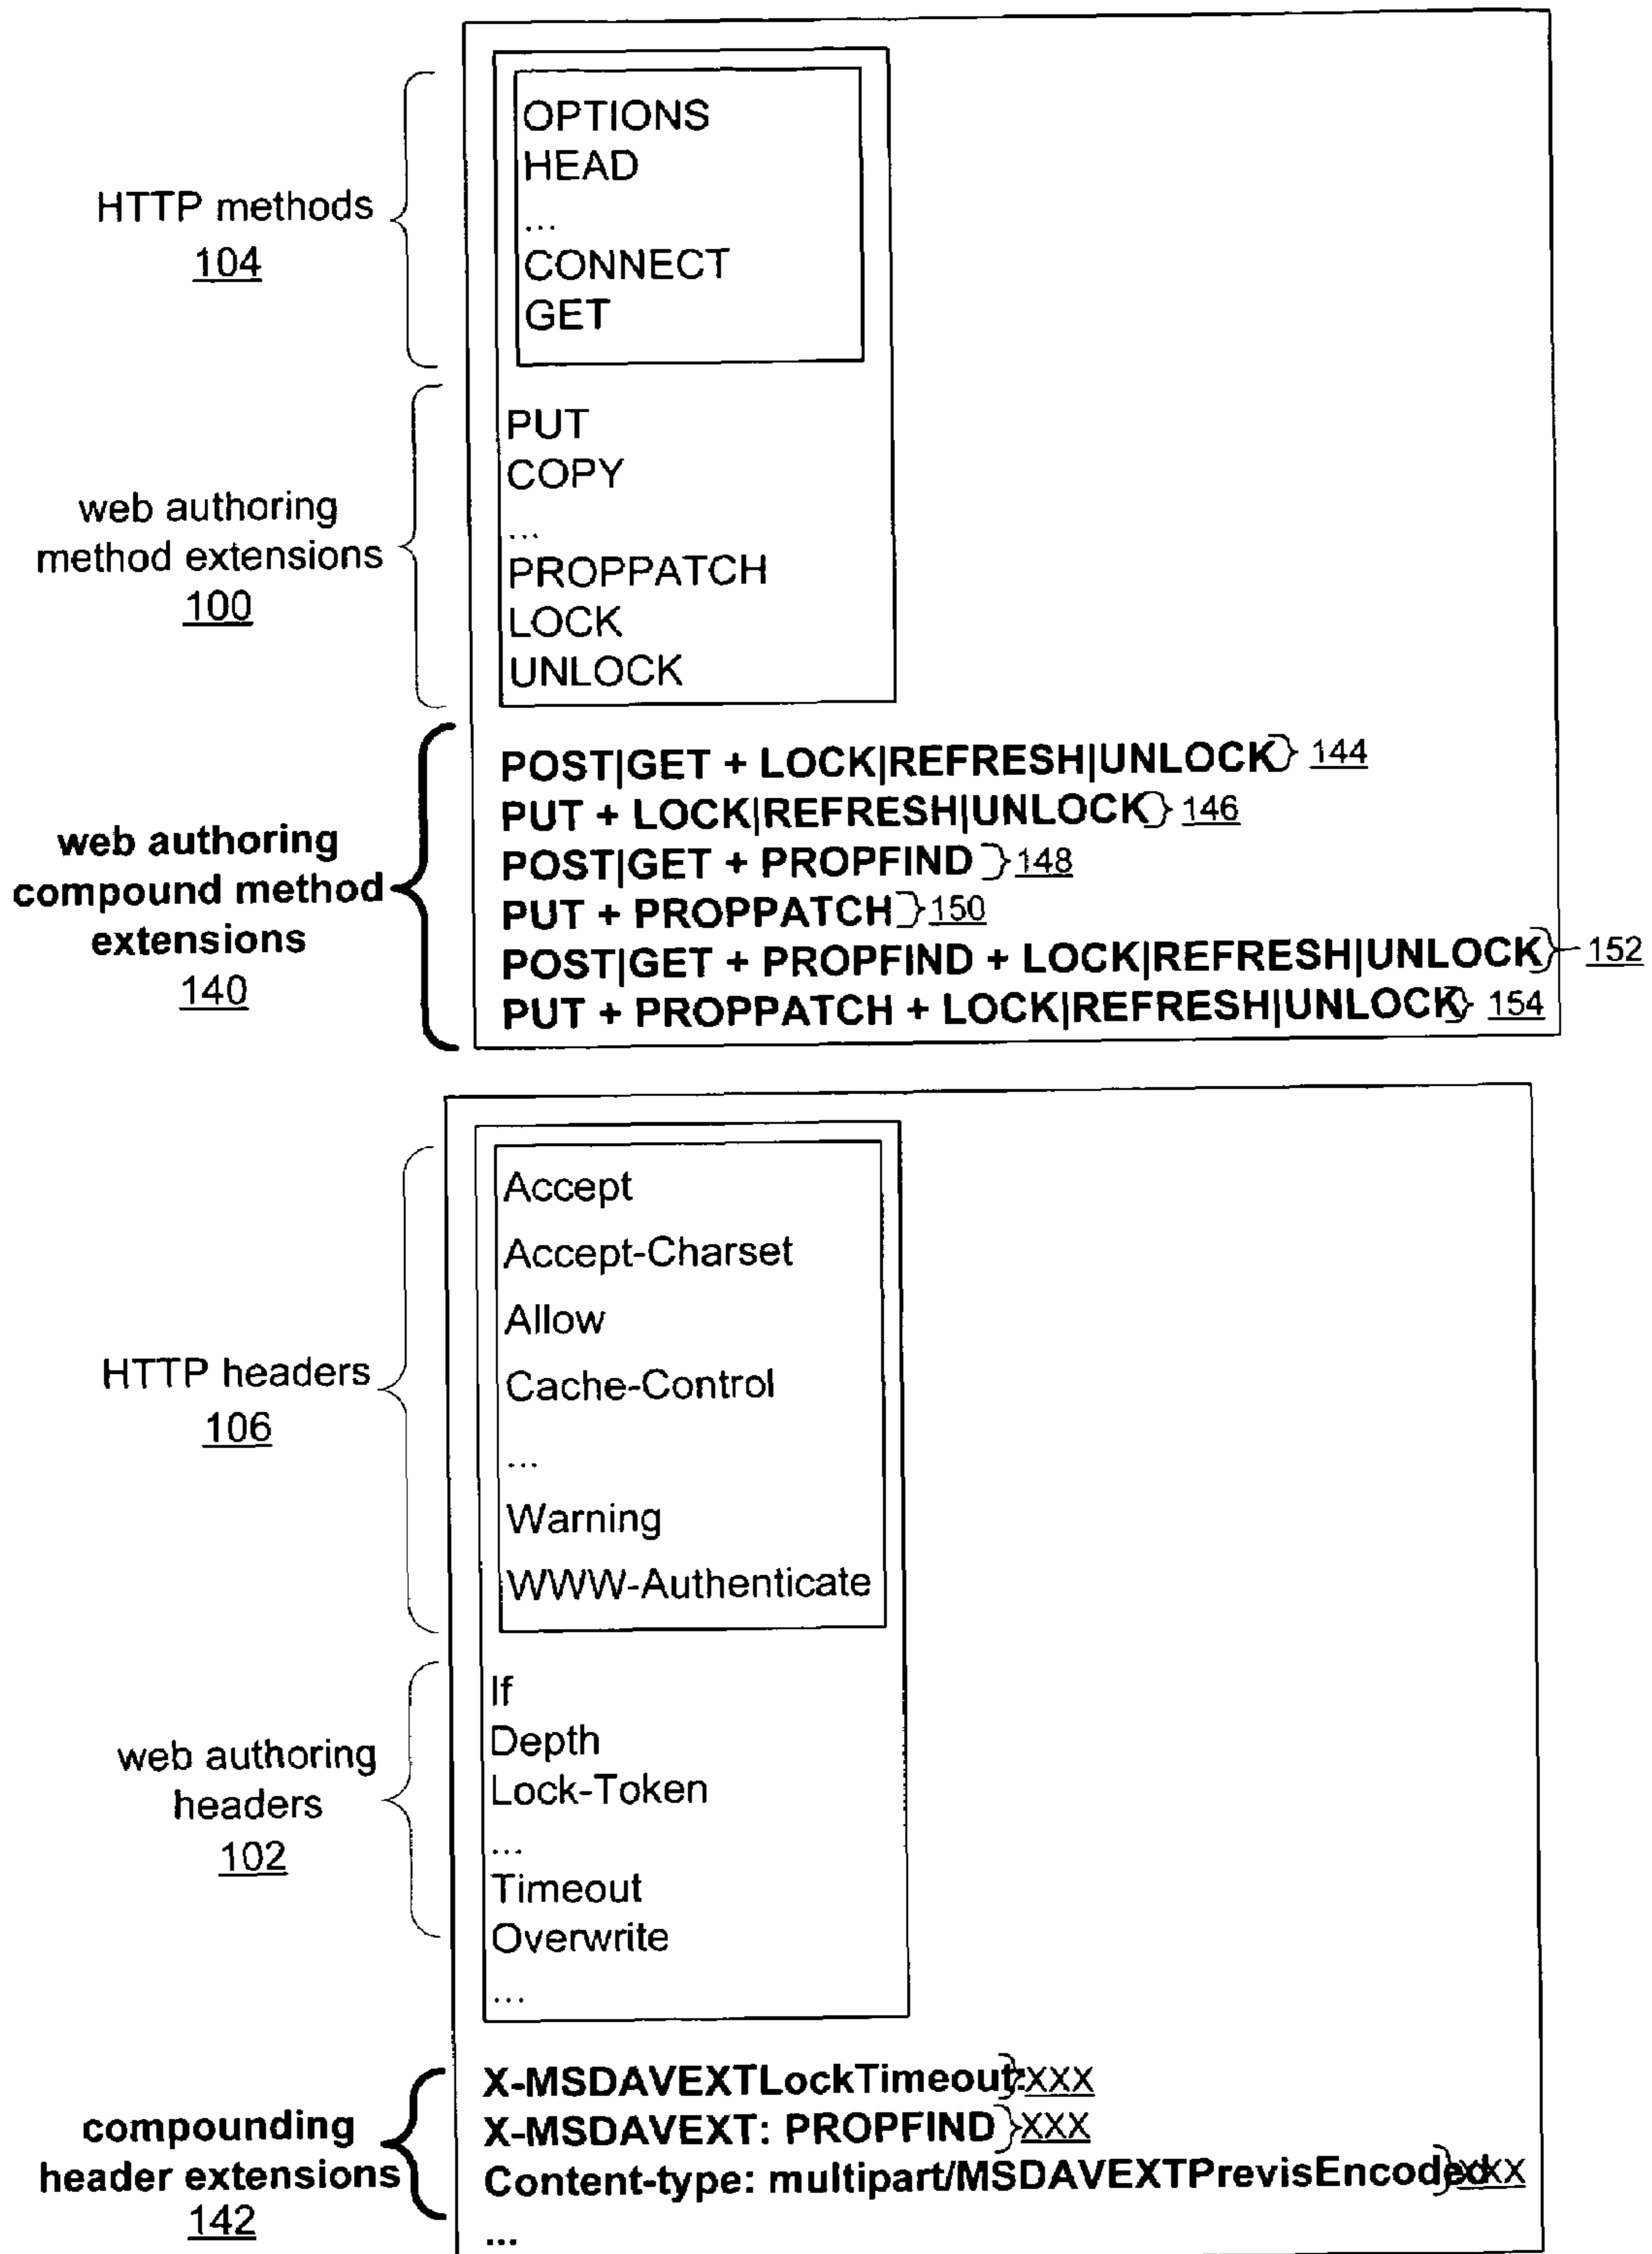 OPTIONS
HEAD
...
CONNECT
GET
HTTP methods
104
PUT
COPY
...
PROPPATCH
LOCK
UNLOCK
web authoring
method extensions
100
POST|GET + LOCK|REFRESH|UNLOCK} 144
PUT + LOCK|REFRESH|UNLOCK} 146
POST|GET + PROPFIND }148
PUT + PROPPATCH}150
POST|GET + PROPFIND + LOCK|REFRESH|UNLOCK} 152
PUT + PROPPATCH + LOCK|REFRESH|UNLOCK} 154
web authoring
compound method
extensions
140
Accept
Accept-Charset
Allow
Cache-Control
...
Warning
WWW-Authenticate
HTTP headers
106
If
Depth
Lock-Token
...
Timeout
Overwrite
...
web authoring
headers
102
X-MSDAVEXTLockTimeout:}XXX
X-MSDAVEXT: PROPFIND}XXX
Content-type: multipart/MSDAVEXTPrevisEncoded}XXX
...
compounding
header extensions
142